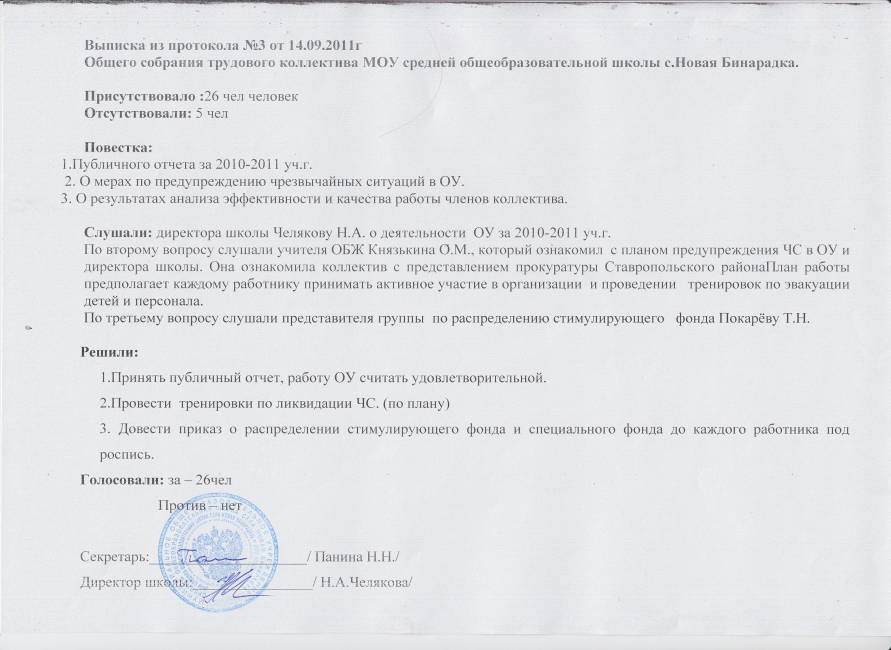 Выписка из протокола №3 от 14.09.2011г
Общего собрания трудового коллектива МОУ средней общеобразовательной школы с.Новая Бинарадка.
Присутствовало :26 чел человек
Отсутствовали: 5 чел
Повестка:
1.Публичного отчета за 2010-2011 уч.г.
2. О мерах по предупреждению чрезвычайных ситуаций в ОУ.
3. О результатах анализа эффективности и качества работы членов коллектива.
Слушали: директора школы Челякову Н.А. о деятельности ОУ за 2010-2011 уч.г.
По второму вопросу слушали учителя ОБЖ Князькина О.М., который ознакомил с планом предупреждения ЧС в ОУ и
директора школы. Она ознакомила коллектив с представлением прокуратуры Ставропольского районаПлан работы
предполагает каждому работнику принимать активное участие в организации и проведении тренировок по эвакуации
детей и персонала.
По третьему вопросу слушали представителя группы по распределению стимулирующего фонда Покарёву Т.Н.
Решили:
1.Принять публичный отчет, работу ОУ считать удовлетворительной.
2.Провести тренировки по ликвидации ЧС. (по плану)
3. Довести приказ о распределении стимулирующего фонда и специального фонда до каждого работника под
роспись.
Голосовали: за – 26чел
Против – нет
Секретарь:____________________/ Панина Н.Н./
Директор школы:________________/ Н.А.Челякова/